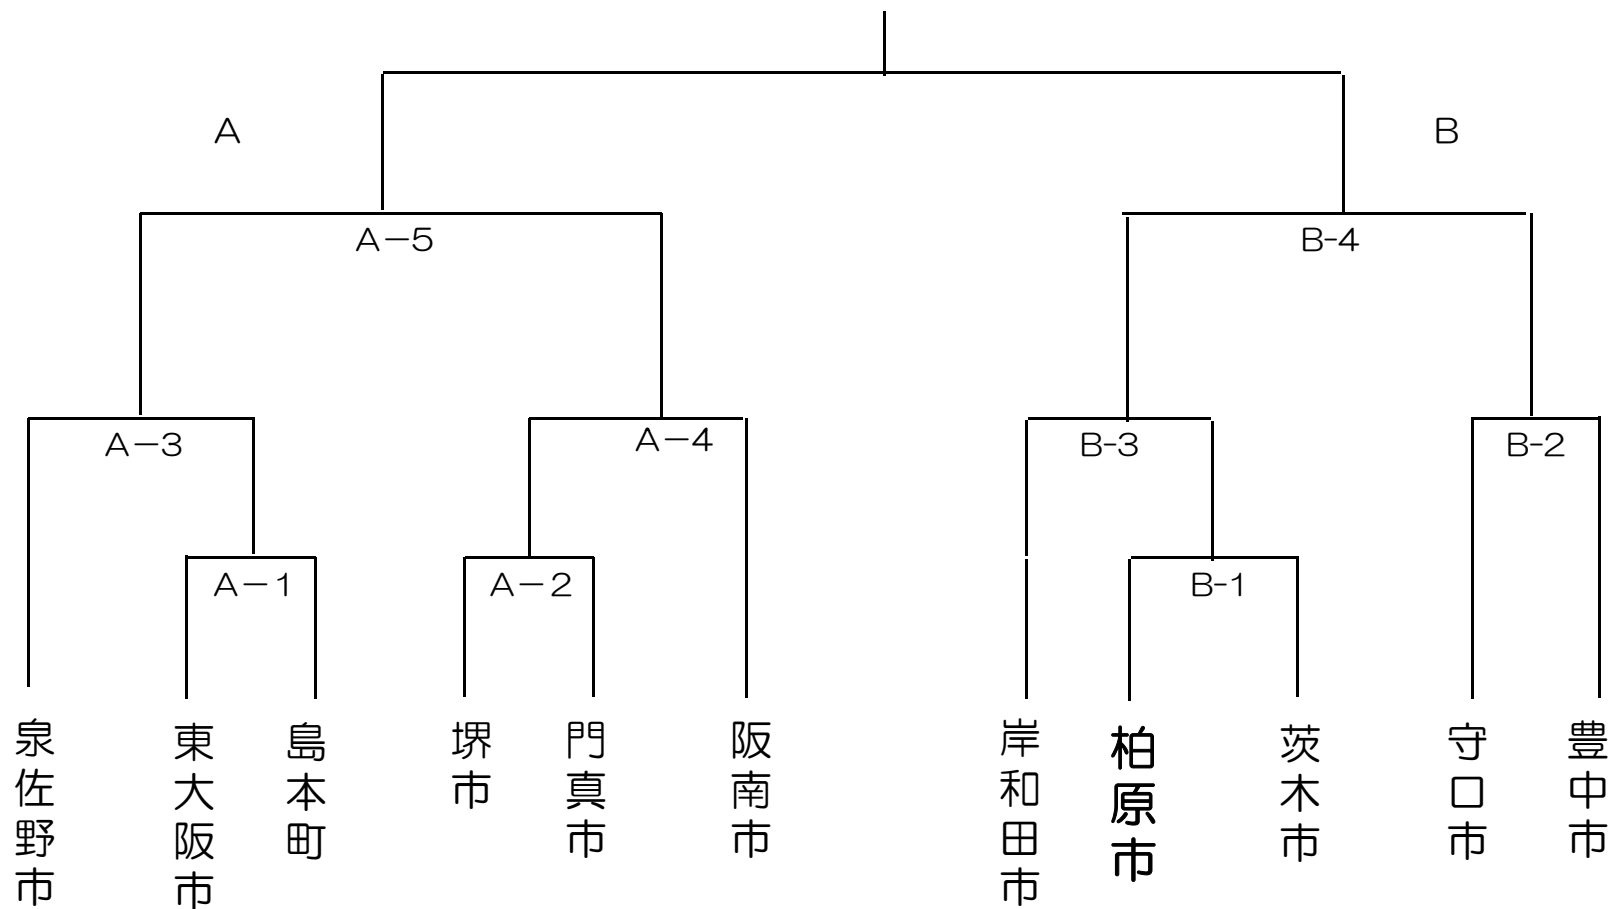 A
B
A－5
B-4
A－3
A－4
B-3
B-2
A－1
A－2
B-1
泉佐野市
東大阪市
島本町
堺市
門真市
阪南市
岸和田市
柏原市
茨木市
守口市
豊中市